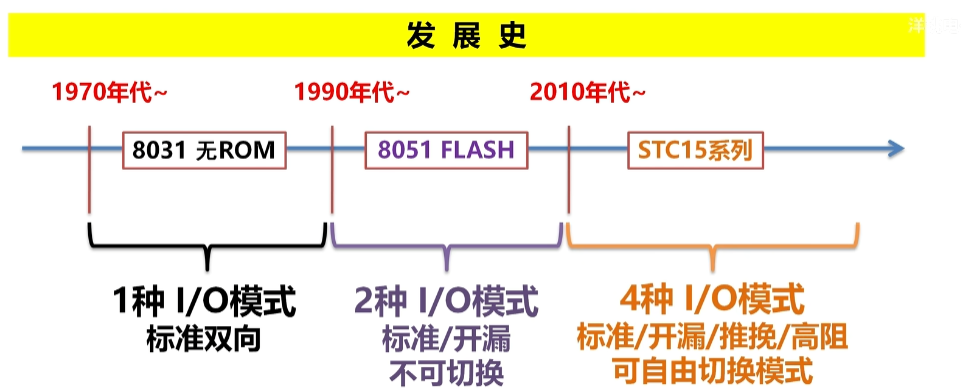 发展史
1970年代~
1990年代~
2010年代~
8031 无ROM
8051 FLASH
STC15系列
1种 I/O模式
标准双向
2种 I/O模式
标准/开漏
不可切换
4种 I/O模式
标准/开漏/推挽/高阻
可自由切换模式